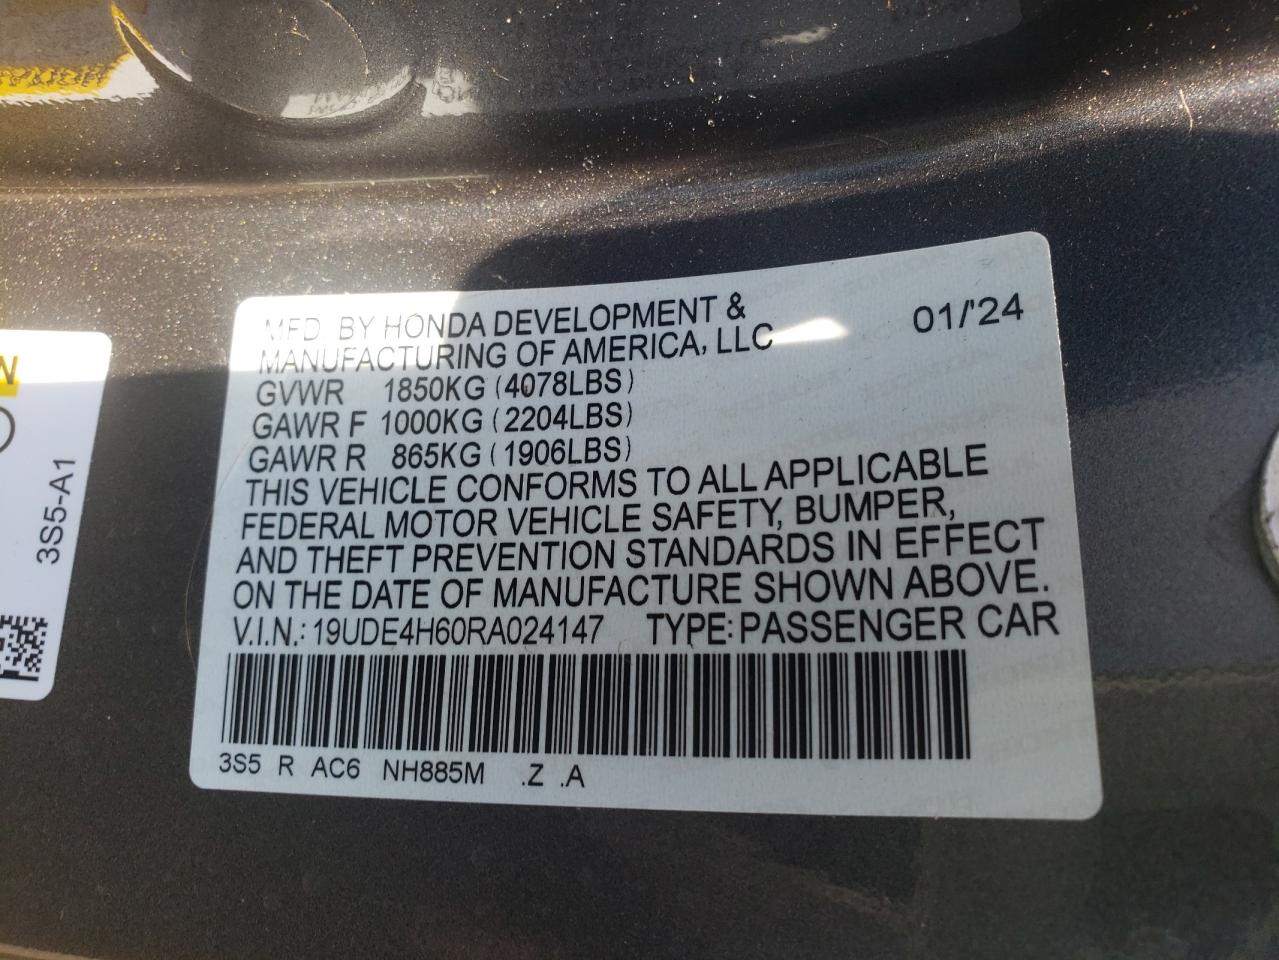 MFD. BY HONDA DEVELOPMENT & 01/'24
MANUFACTURING OF AMERICA, LLC
GVWR 1850KG (4078LBS)
GAWR F 1000KG (2204LBS)
GAWR R 865KG (1906LBS)
THIS VEHICLE CONFORMS TO ALL APPLICABLE
FEDERAL MOTOR VEHICLE SAFETY, BUMPER,
AND THEFT PREVENTION STANDARDS IN EFFECT
ON THE DATE OF MANUFACTURE SHOWN ABOVE.
V.I.N.: 19UDE4H60RA024147 TYPE: PASSENGER CAR
3S5 R AC6 NH885M .Z .A
3S5-A1